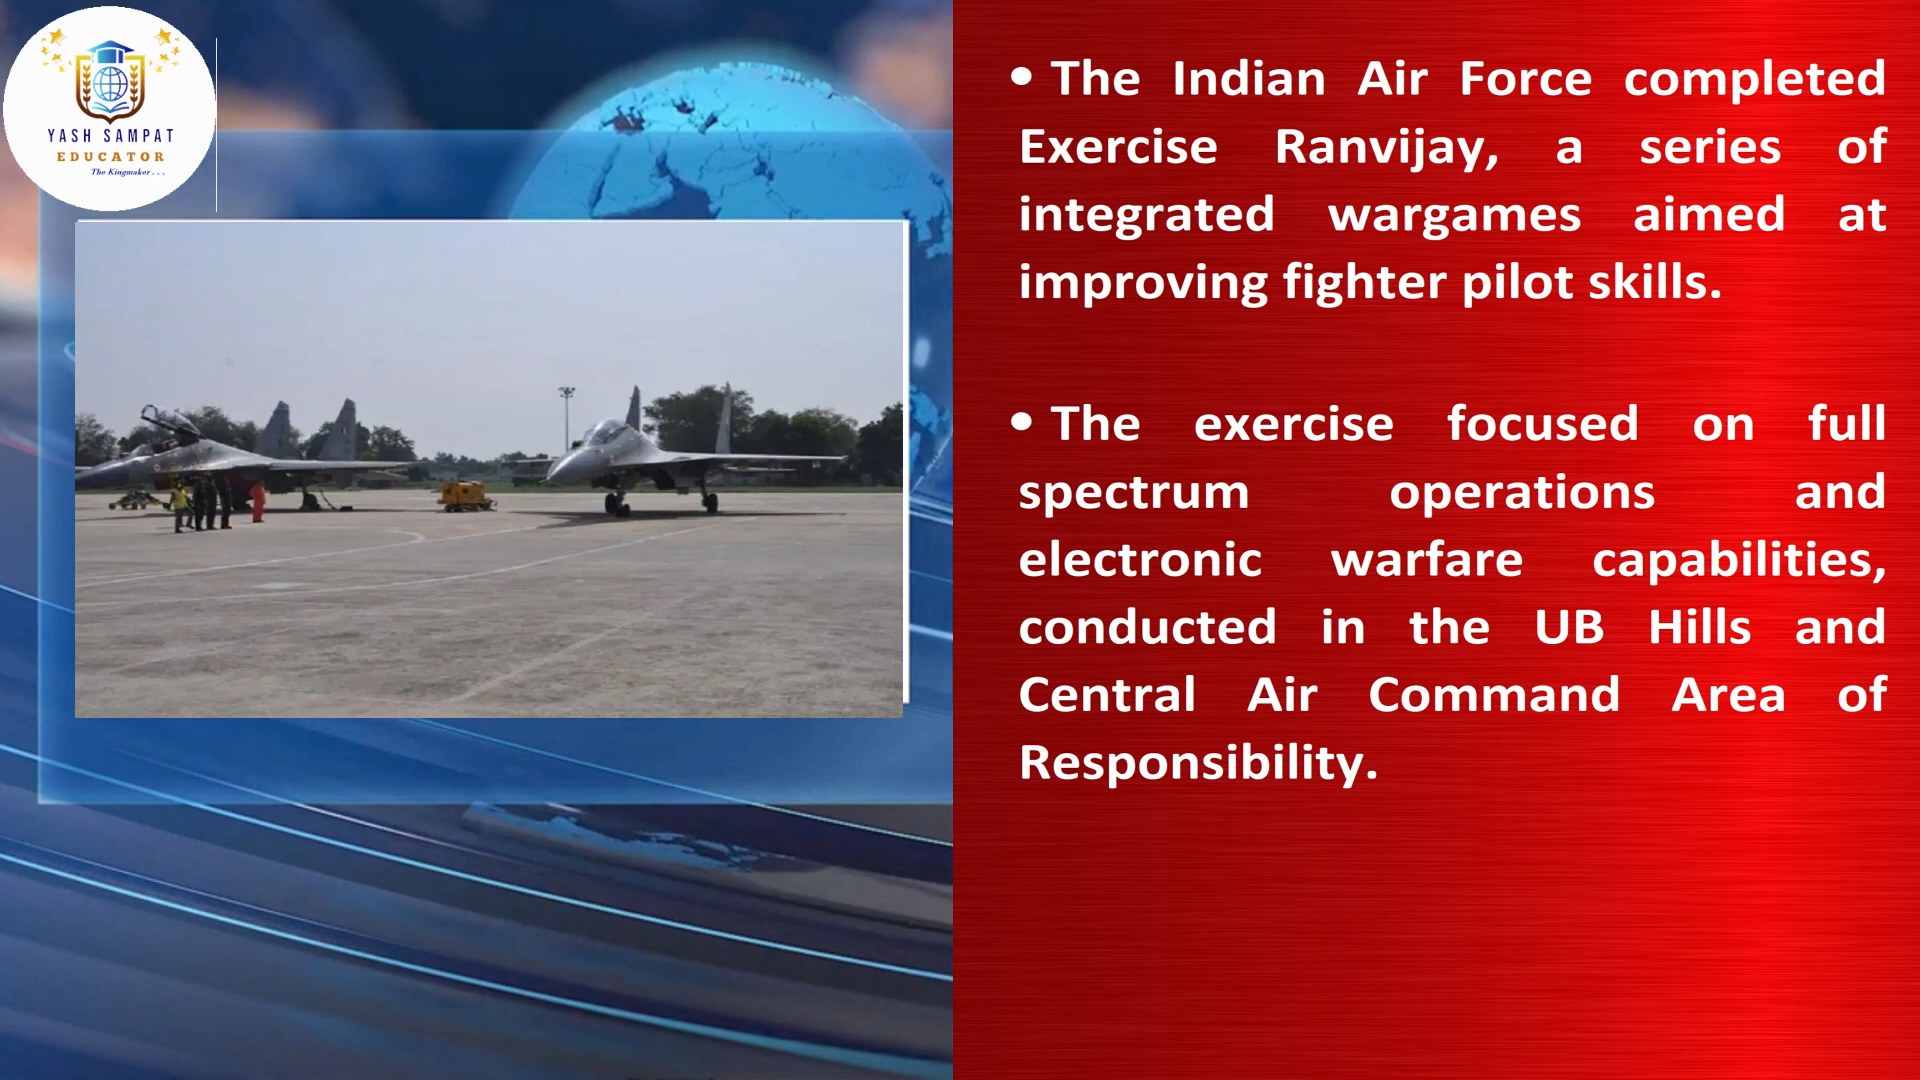 YASH SAMPAT
EDUCATOR
The Kingmaker . . .
• The Indian Air Force completed
Exercise Ranvijay, a series of
integrated wargames aimed at
improving fighter pilot skills.
• The exercise focused on full
spectrum operations and
electronic warfare capabilities,
conducted in the UB Hills and
Central Air Command Area of
Responsibility.